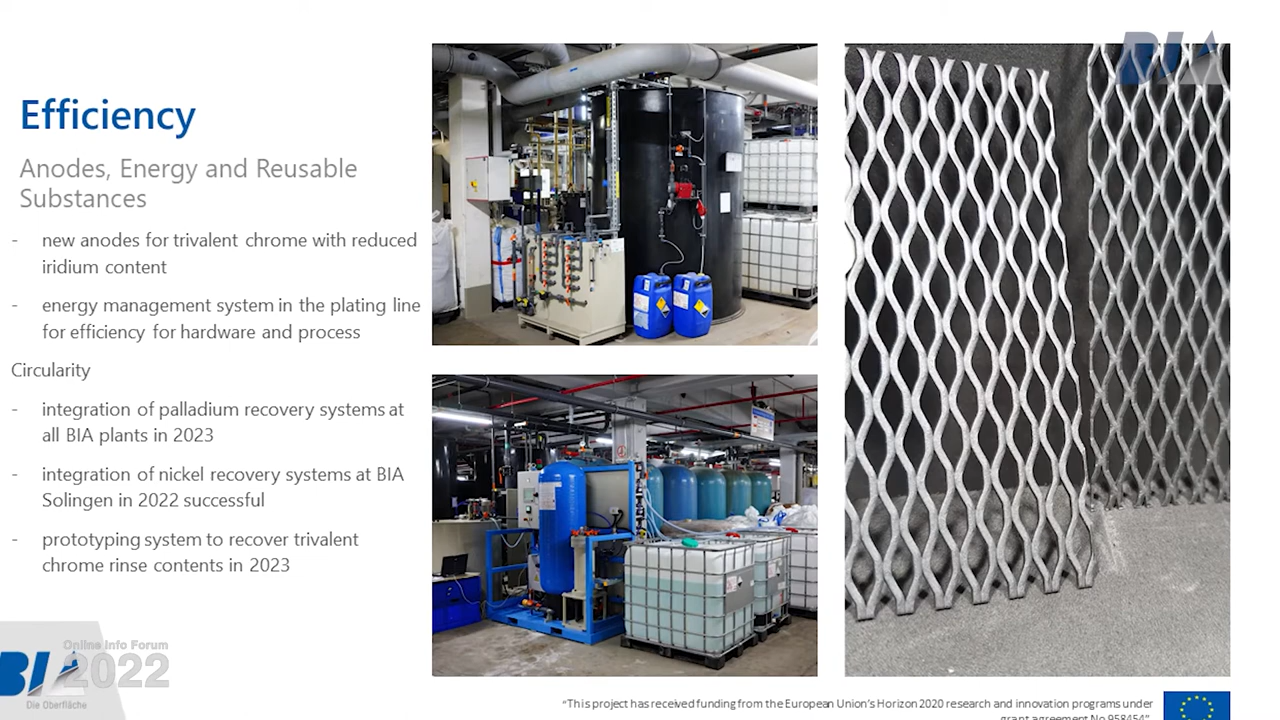 Efficiency
Anodes, Energy and Reusable
Substances
- new anodes for trivalent chrome with reduced
iridium content
- energy management system in the plating line
for efficiency for hardware and process
Circularity
- integration of palladium recovery systems at
all BIA plants in 2023
- integration of nickel recovery systems at BIA
Solingen in 2022 successful
- prototyping system to recover trivalent
chrome rinse contents in 2023
BIA
Online Info Forum
2022
BIA
Die Oberfläche
"This project has received funding from the European Union's Horizon 2020 research and innovation programs under
grant agreement No 958454".